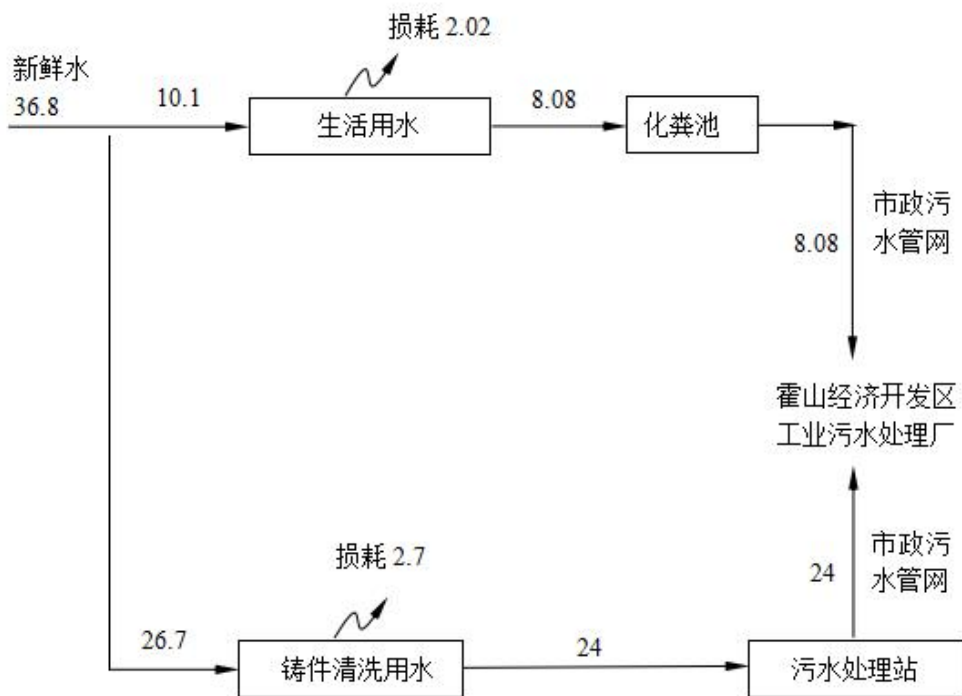 损耗 2.02
新鲜水
36.8
10.1
生活用水
8.08
化粪池
市政污
水管网
8.08
霍山经济开发区
工业污水处理厂
市政污
水管网
24
损耗 2.7
26.7
铸件清洗用水
24
污水处理站